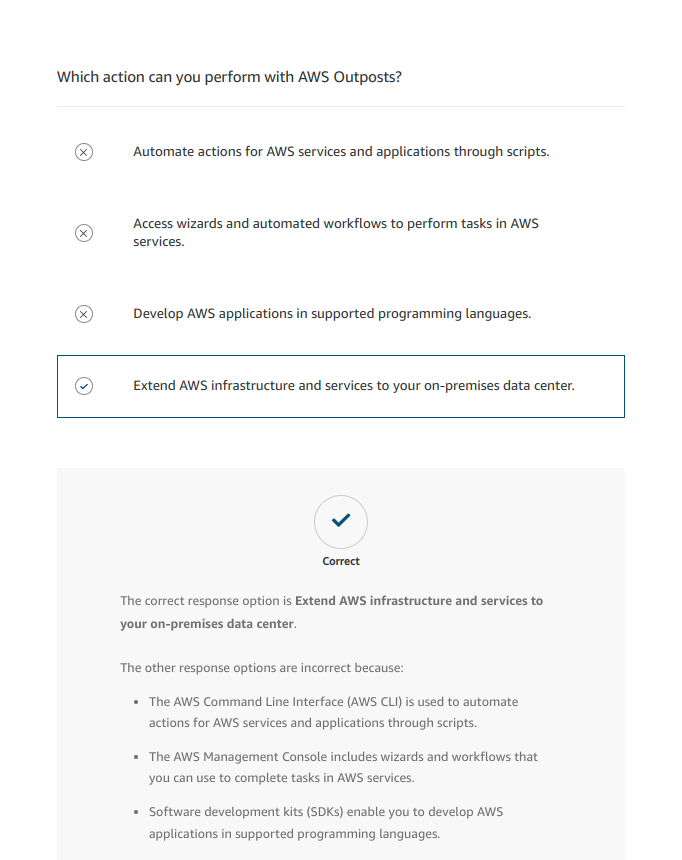 Which action can you perform with AWS Outposts?
Automate actions for AWS services and applications through scripts.
Access wizards and automated workflows to perform tasks in AWS
services.
Develop AWS applications in supported programming languages.
Extend AWS infrastructure and services to your on-premises data center.
Correct
The correct response option is Extend AWS infrastructure and services to
your on-premises data center.
The other response options are incorrect because:
• The AWS Command Line Interface (AWS CLI) is used to automate
actions for AWS services and applications through scripts.
• The AWS Management Console includes wizards and workflows that
you can use to complete tasks in AWS services.
• Software development kits (SDKs) enable you to develop AWS
applications in supported programming languages.